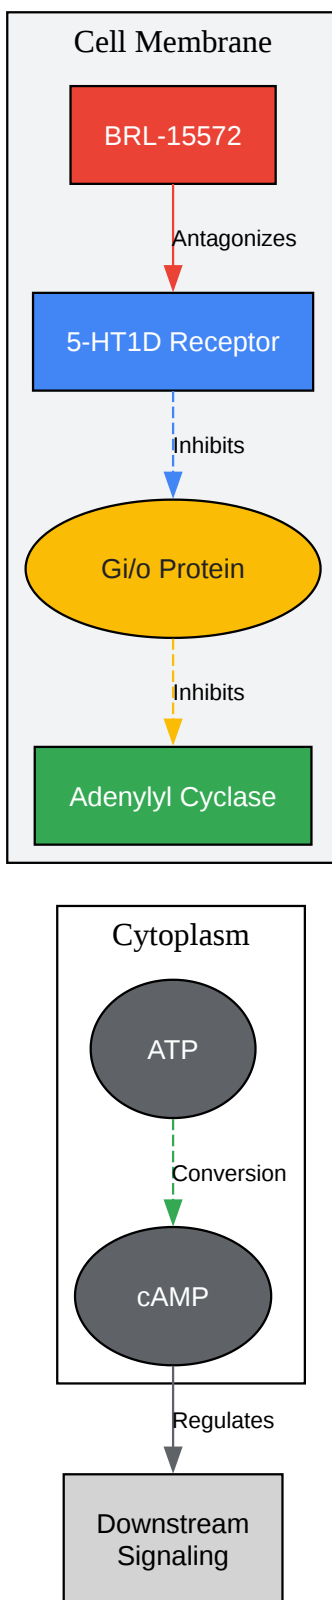 Cell Membrane
BRL-15572
Antagonizes
5-HT1D Receptor
Inhibits
Gi/o Protein
Inhibits
Adenylyl Cyclase
Cytoplasm
ATP
Conversion
cAMP
Regulates
Downstream
Signaling